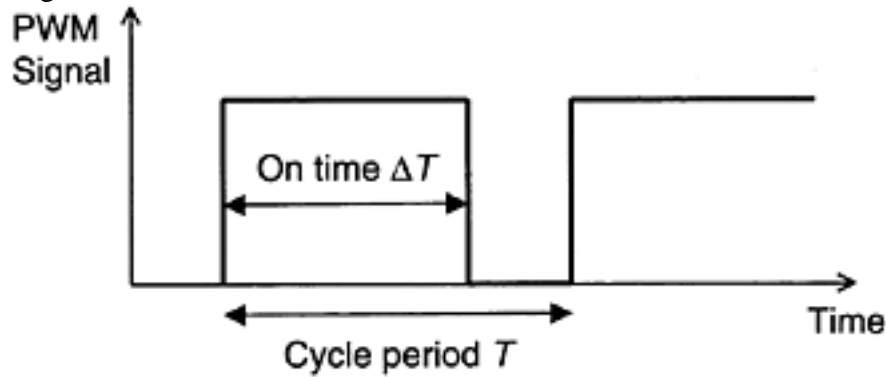 PWM
Signal
On time ΔT
Time
Cycle period T